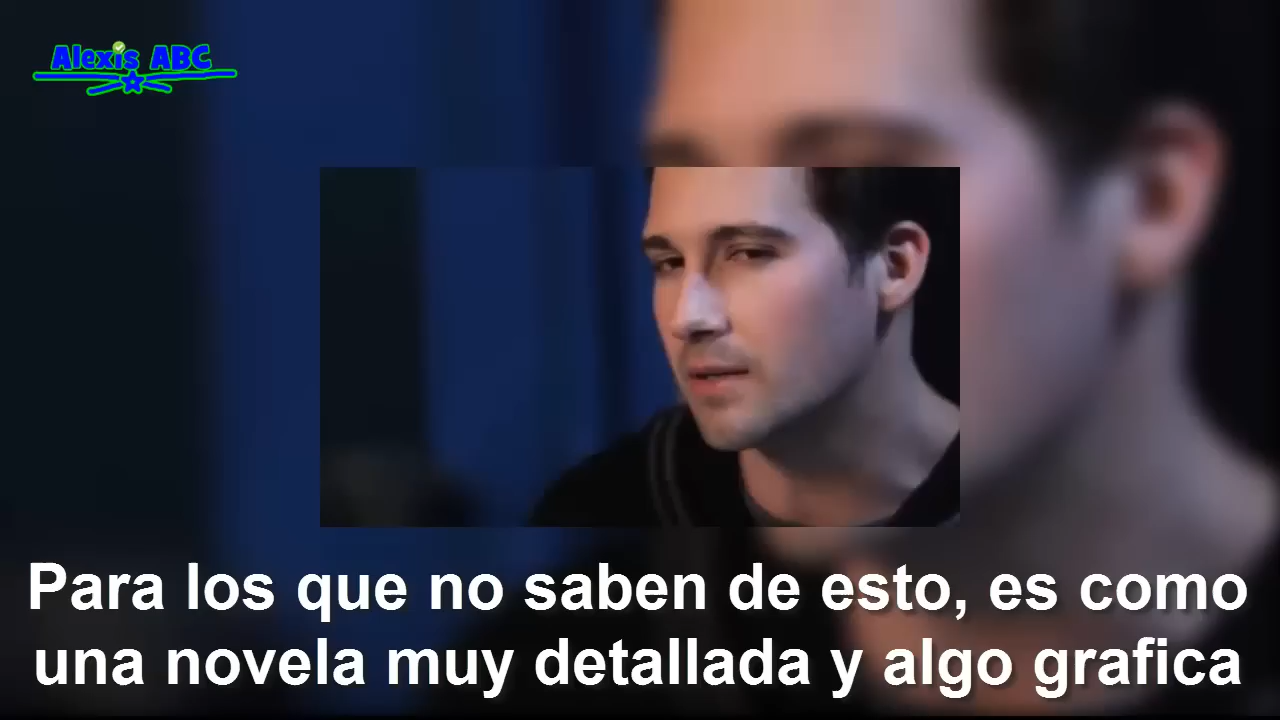 Alexis ABC
Para los que no saben de esto, es como
una novela muy detallada y algo grafica